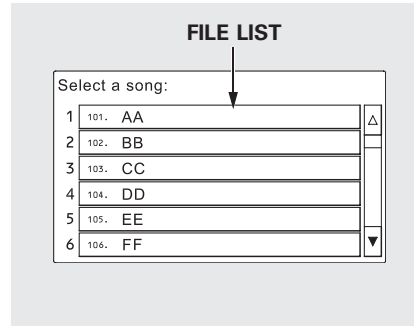 FILE LIST
Select a song:
1 101. AA
2 102. BB
3 103. CC
4 104. DD
5 105. EE
6 106. FF